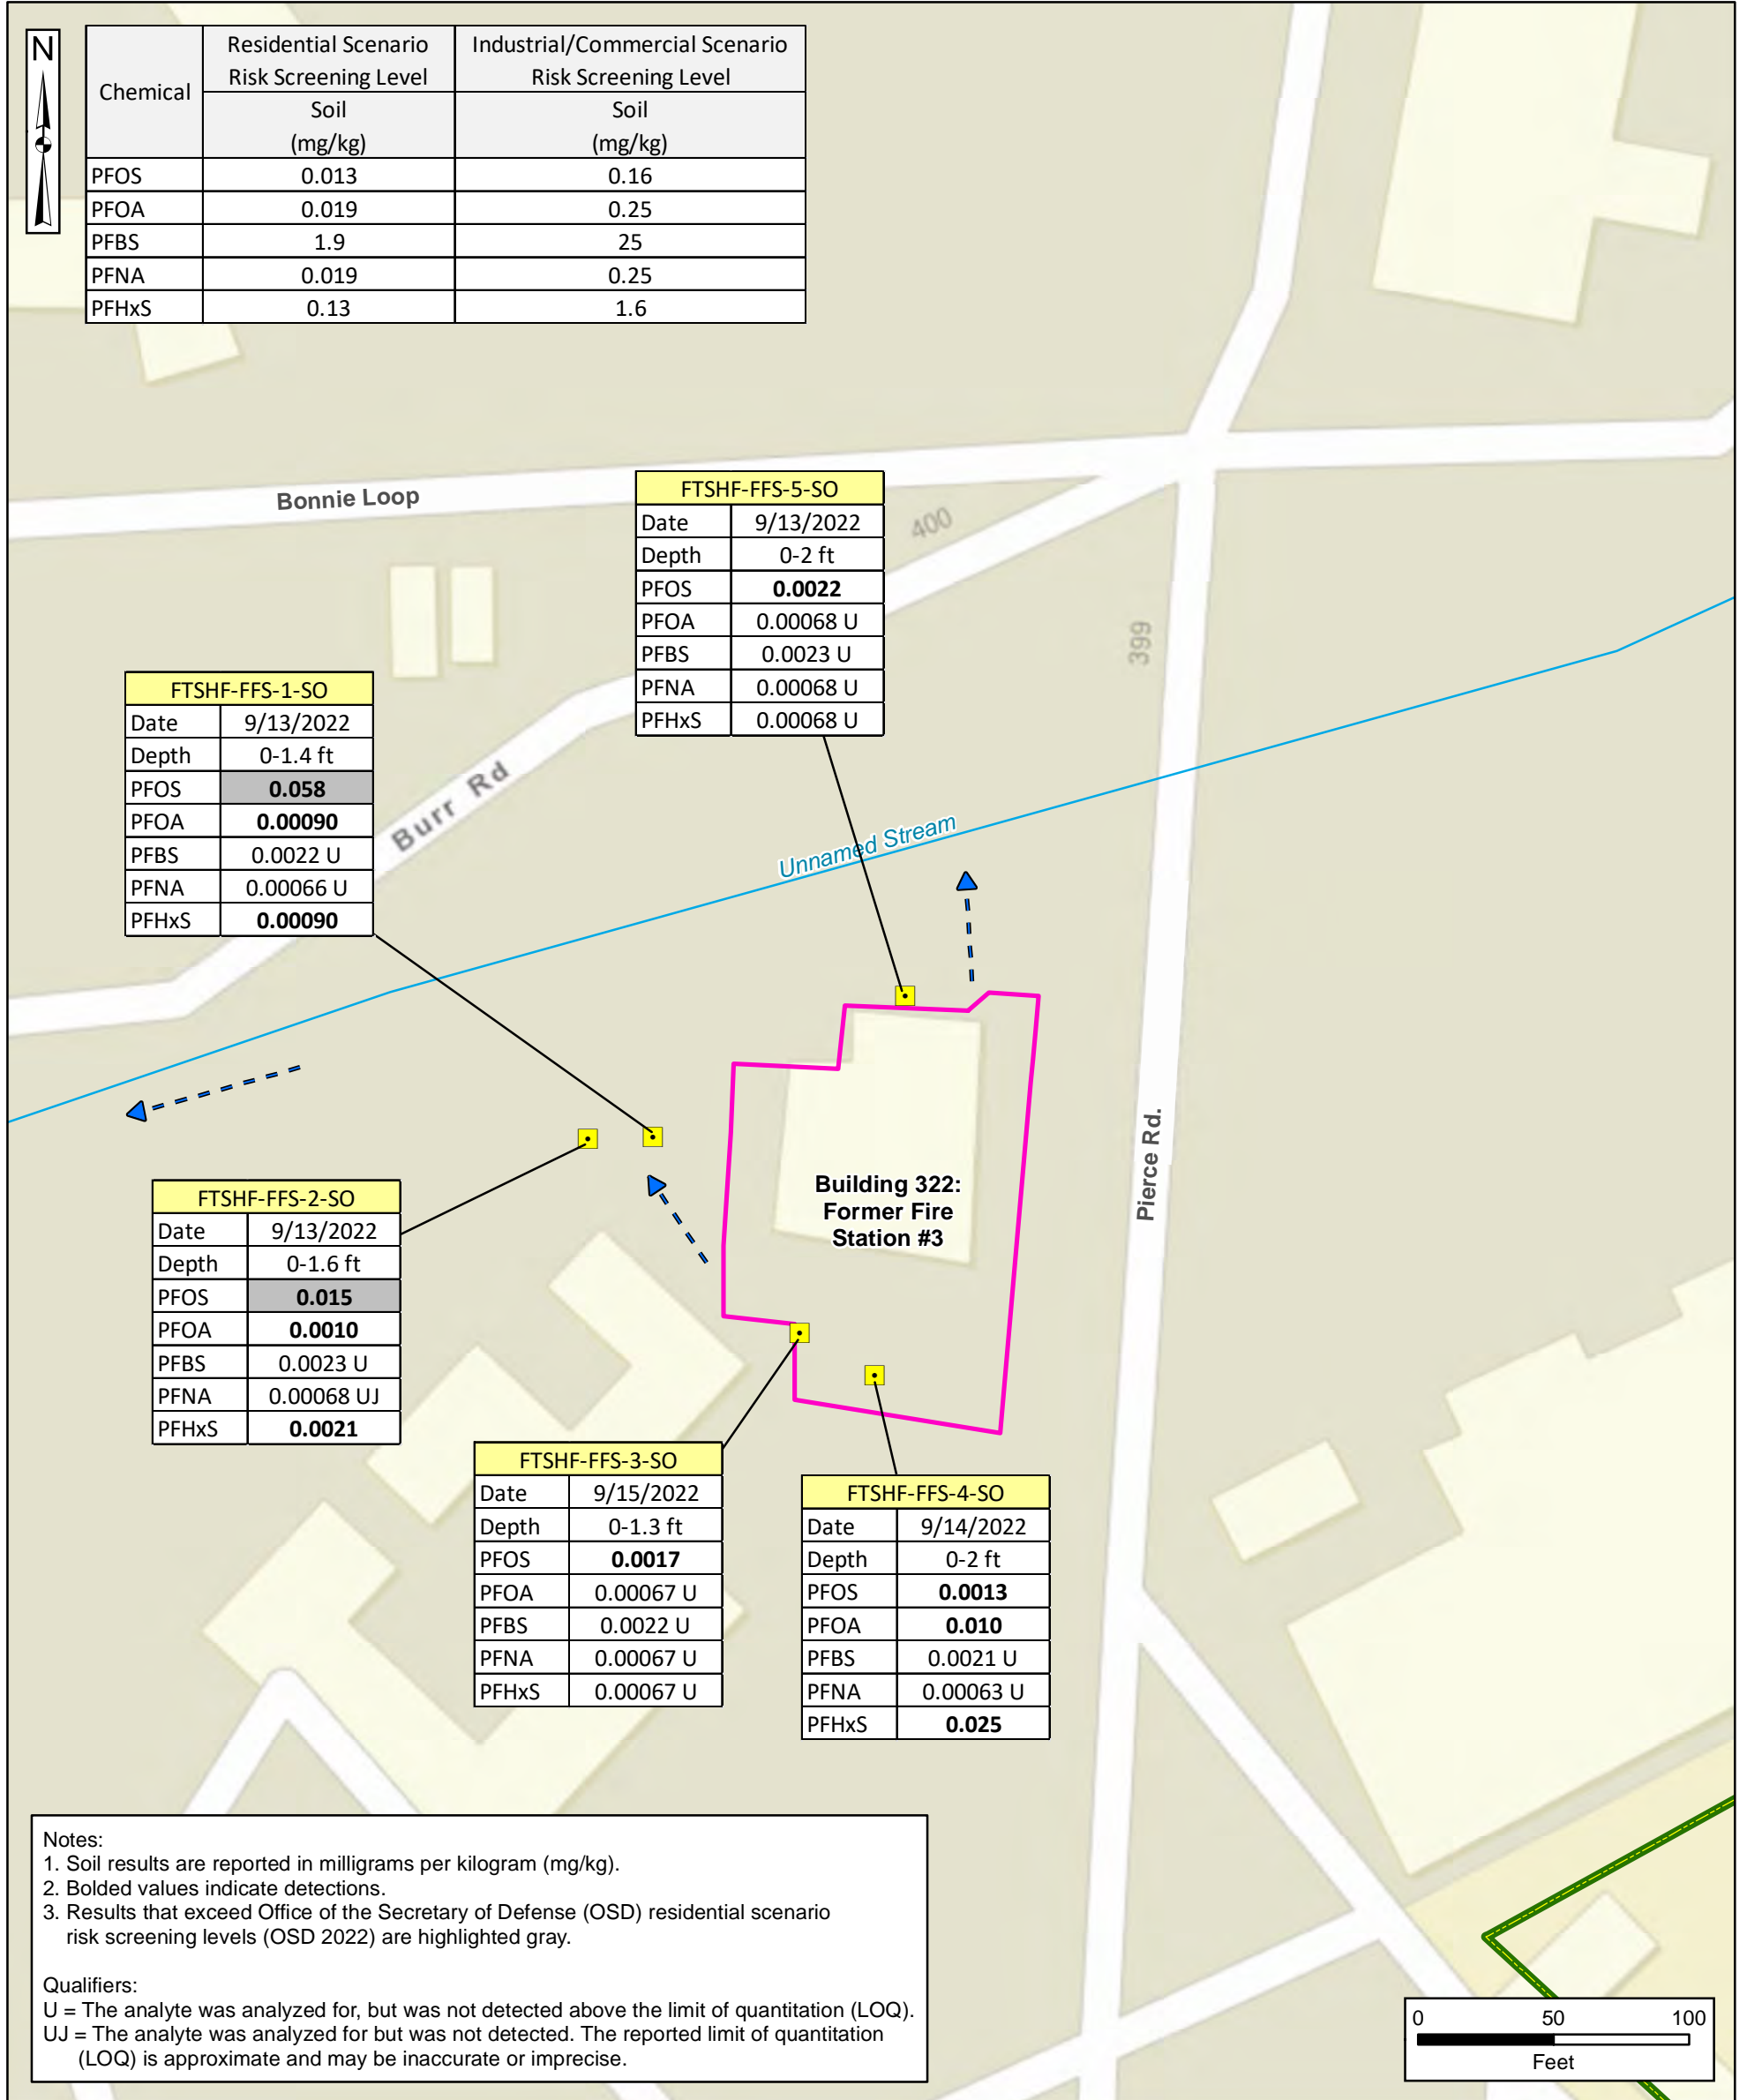 N
Chemical
Residential Scenario
Risk Screening Level
Industrial/Commercial Scenario
Risk Screening Level
Soil
(mg/kg)
Soil
(mg/kg)
PFOS 0.013 0.16
PFOA 0.019 0.25
PFBS 1.9 25
PFNA 0.019 0.25
PFHxS 0.13 1.6
Bonnie Loop
400
399
FTSHF-FFS-5-SO
Date 9/13/2022
Depth 0-2 ft
PFOS 0.0022
PFOA 0.00068 U
PFBS 0.0023 U
PFNA 0.00068 U
PFHxS 0.00068 U
FTSHF-FFS-1-SO
Date 9/13/2022
Depth 0-1.4 ft
PFOS 0.058
PFOA 0.00090
PFBS 0.0022 U
PFNA 0.00066 U
PFHxS 0.00090
Burr Rd
Unnamed Stream
Pierce Rd.
Building 322:
Former Fire
Station #3
FTSHF-FFS-2-SO
Date 9/13/2022
Depth 0-1.6 ft
PFOS 0.015
PFOA 0.0010
PFBS 0.0023 U
PFNA 0.00068 UJ
PFHxS 0.0021
FTSHF-FFS-3-SO
Date 9/15/2022
Depth 0-1.3 ft
PFOS 0.0017
PFOA 0.00067 U
PFBS 0.0022 U
PFNA 0.00067 U
PFHxS 0.00067 U
FTSHF-FFS-4-SO
Date 9/14/2022
Depth 0-2 ft
PFOS 0.0013
PFOA 0.010
PFBS 0.0021 U
PFNA 0.00063 U
PFHxS 0.025
Notes:
1. Soil results are reported in milligrams per kilogram (mg/kg).
2. Bolded values indicate detections.
3. Results that exceed Office of the Secretary of Defense (OSD) residential scenario
risk screening levels (OSD 2022) are highlighted gray.
Qualifiers:
U = The analyte was analyzed for, but was not detected above the limit of quantitation (LOQ).
UJ = The analyte was analyzed for but was not detected. The reported limit of quantitation
(LOQ) is approximate and may be inaccurate or imprecise.
0 50 100
Feet